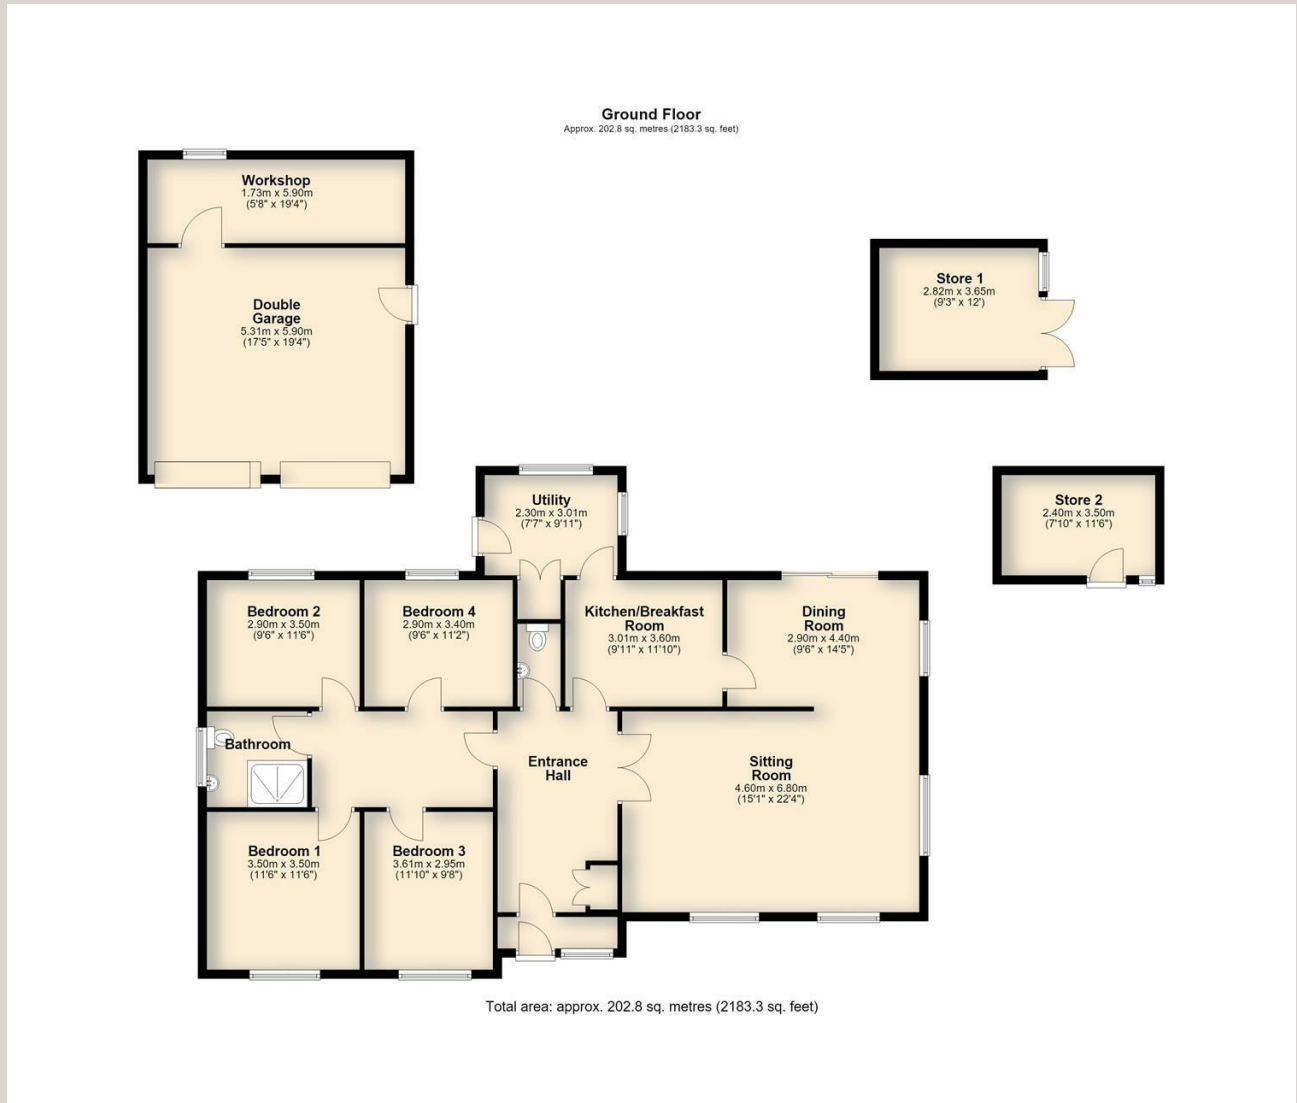 Ground Floor
Approx. 202.8 sq. metres (2183.3 sq. feet)
Workshop
1.73m x 5.90m
(5'8" x 19'4")
Double
Garage
5.31m x 5.90m
(17'5" x 19'4")
Store 1
2.82m x 3.65m
(9'3" x 12')
Utility
2.30m x 3.01m
(7'7" x 9'11")
Store 2
2.40m x 3.50m
(7'10" x 11'6")
Bedroom 2
2.90m x 3.50m
(9'6" x 11'6")
Bedroom 4
2.90m x 3.40m
(9'6" x 11'2")
Kitchen/Breakfast
Room
3.01m x 3.60m
(9'11" x 11'10")
Dining
Room
2.90m x 4.40m
(9'6" x 14'5")
Bathroom
Entrance
Hall
Sitting
Room
4.60m x 6.80m
(15'1" x 22'4")
Bedroom 1
3.50m x 3.50m
(11'6" x 11'6")
Bedroom 3
3.61m x 2.95m
(11'10" x 9'8")
Total area: approx. 202.8 sq. metres (2183.3 sq. feet)